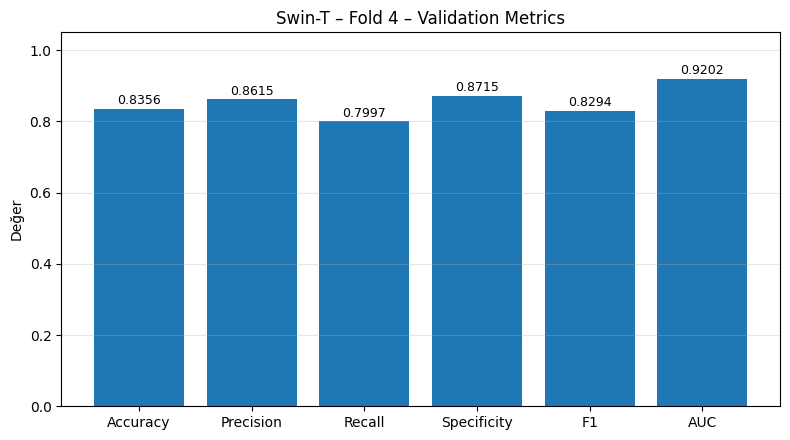 Swin-T – Fold 4 – Validation Metrics
Değer
1.0
0.8
0.6
0.4
0.2
0.0
0.8356
0.8615
0.7997
0.8715
0.8294
0.9202
Accuracy
Precision
Recall
Specificity
F1
AUC